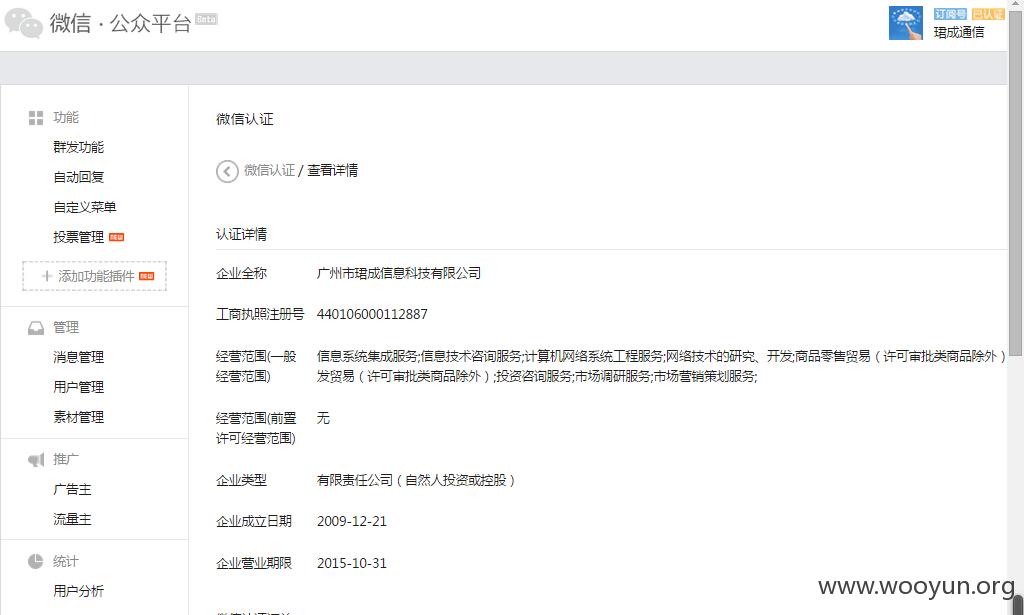 微信·公众平台 Beta
订阅号 已认证
珺成通信
功能
群发功能
自动回复
自定义菜单
投票管理 NEW
+ 添加功能插件 NEW
管理
消息管理
用户管理
素材管理
推广
广告主
流量主
统计
用户分析
微信认证
微信认证 / 查看详情
认证详情
企业全称 广州市珺成信息科技有限公司
工商执照注册号 440106000112887
经营范围(一般 信息系统集成服务;信息技术咨询服务;计算机网络系统工程服务;网络技术的研究、开发;商品零售贸易（许可审批类商品除外）
经营范围) 发贸易（许可审批类商品除外）;投资咨询服务;市场调研服务;市场营销策划服务;
经营范围(前置 无
许可经营范围)
企业类型 有限责任公司（自然人投资或控股）
企业成立日期 2009-12-21
企业营业期限 2015-10-31
www.wooyun.org